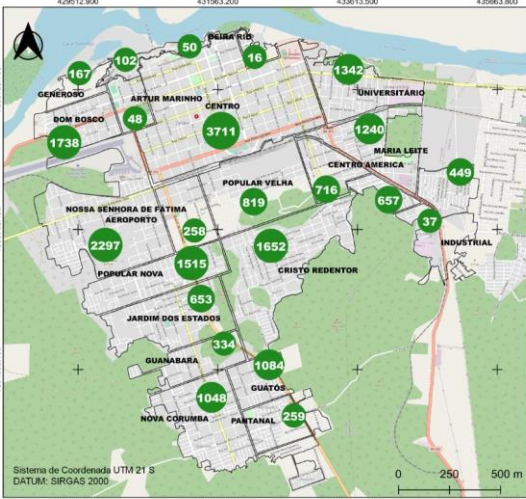 429512.900 431563.200 433613.500 435663.800
50 BEIRA RIO
102 16
167 1342
GENEROSO
ARTUR MARINHO UNIVERSITÁRIO
DOM BOSCO 48 CENTRO
1738 3711 1240
MARIA LEITE
CENTRO AMERICA
449
POPULAR VELHA 716
819 657
NOSSA SENHORA DE FÁTIMA
AEROPORTO 258 37
2297 1652 INDUSTRIAL
POPULAR NOVA 1515 CRISTO REDENTOR
653
JARDIM DOS ESTADOS
334
GUANABARA 1084
GUATÓS
1048
NOVA CORUMBA PANTANAL 259
Sistema de Coordenada UTM 21 S
DATUM: SIRGAS 2000
0 250 500 m